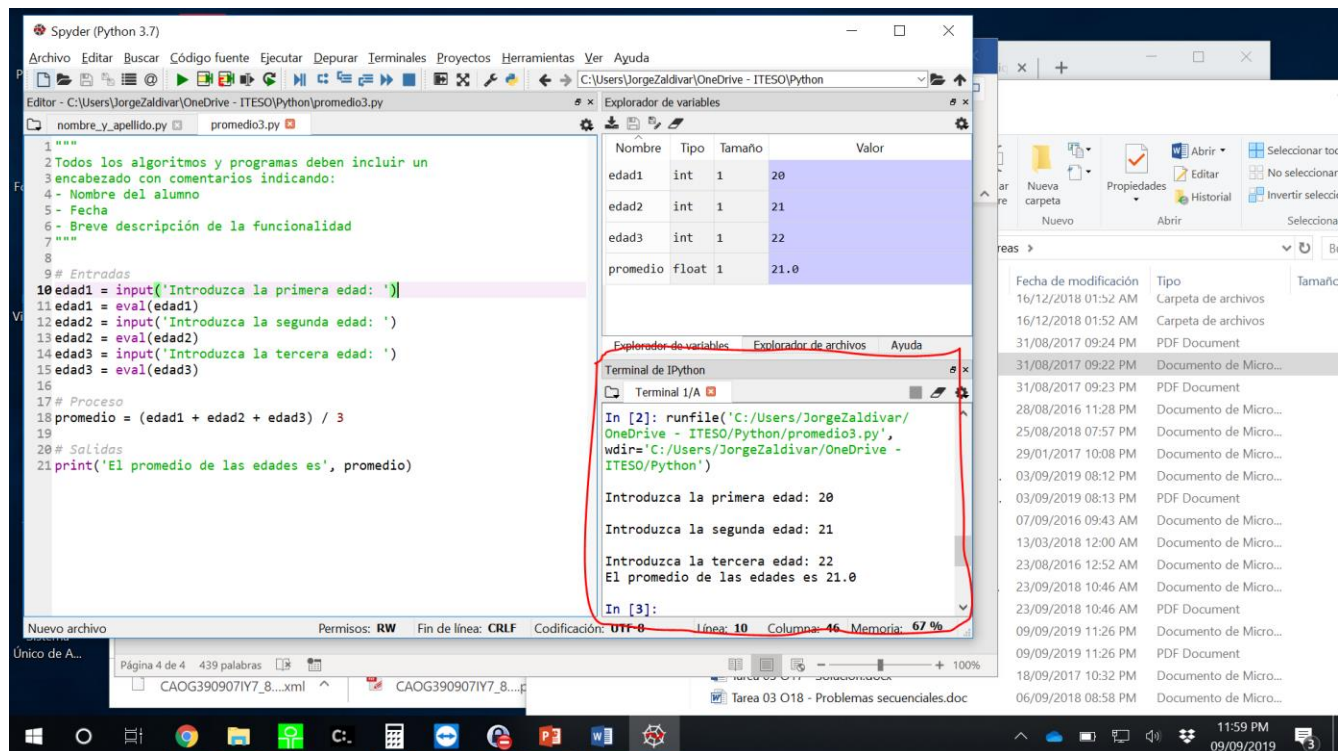 Spyder (Python 3.7)
Archivo Editar Buscar Código fuente Ejecutar Depurar Terminales Proyectos Herramientas Ver Ayuda
C:\Users\JorgeZaldivar\OneDrive - ITESO\Python
Editor - C:\Users\JorgeZaldivar\OneDrive - ITESO\Python\promedio3.py
nombre_y_apellido.py promedio3.py
1 """
2 Todos los algoritmos y programas deben incluir un
3 encabezado con comentarios indicando:
4 - Nombre del alumno
5 - Fecha
6 - Breve descripción de la funcionalidad
7 """
8
9 # Entradas
10 edad1 = input('Introduzca la primera edad: ')
11 edad1 = eval(edad1)
12 edad2 = input('Introduzca la segunda edad: ')
13 edad2 = eval(edad2)
14 edad3 = input('Introduzca la tercera edad: ')
15 edad3 = eval(edad3)
16
17 # Proceso
18 promedio = (edad1 + edad2 + edad3) / 3
19
20 # Salidas
21 print('El promedio de las edades es', promedio)
Explorador de variables
Nombre Tipo Tamaño Valor
edad1 int 1 20
edad2 int 1 21
edad3 int 1 22
promedio float 1 21.0
Explorador de variables Explorador de archivos Ayuda
Terminal de IPython
Terminal 1/A
In [2]: runfile('C:/Users/JorgeZaldivar/
OneDrive - ITESO/Python/promedio3.py',
wdir='C:/Users/JorgeZaldivar/OneDrive -
ITESO/Python')
Introduzca la primera edad: 20
Introduzca la segunda edad: 21
Introduzca la tercera edad: 22
El promedio de las edades es 21.0
In [3]:
Nuevo archivo Permisos: RW Fin de línea: CRLF Codificación: UTF-8 Línea: 10 Columna: 46 Memoria: 67 %
Nueva
carpeta
Propiedades
Abrir
Editar
Historial
Seleccionar toc
No seleccionar
Invertir selecci
Nuevo Abrir Selecciona
reas >
Fecha de modificación Tipo Tamaño
16/12/2018 01:52 AM Carpeta de archivos
16/12/2018 01:52 AM Carpeta de archivos
31/08/2017 09:24 PM PDF Document
31/08/2017 09:22 PM Documento de Micro...
31/08/2017 09:23 PM PDF Document
28/08/2016 11:28 PM Documento de Micro...
25/08/2018 07:57 PM Documento de Micro...
29/01/2017 10:08 PM Documento de Micro...
03/09/2019 08:12 PM Documento de Micro...
03/09/2019 08:13 PM PDF Document
07/09/2016 09:43 AM Documento de Micro...
13/03/2018 12:00 AM Documento de Micro...
23/08/2016 12:52 AM Documento de Micro...
23/09/2018 10:46 AM Documento de Micro...
23/09/2018 10:46 AM PDF Document
09/09/2019 11:26 PM Documento de Micro...
09/09/2019 11:26 PM PDF Document
18/09/2017 10:32 PM Documento de Micro...
06/09/2018 08:58 PM Documento de Micro...
Único de A...
Página 4 de 4 439 palabras 100%
CAOG390907IY7_8....xml CAOG390907IY7_8....p
Tarea 03 O18 - Problemas secuenciales.doc
11:59 PM
09/09/2019